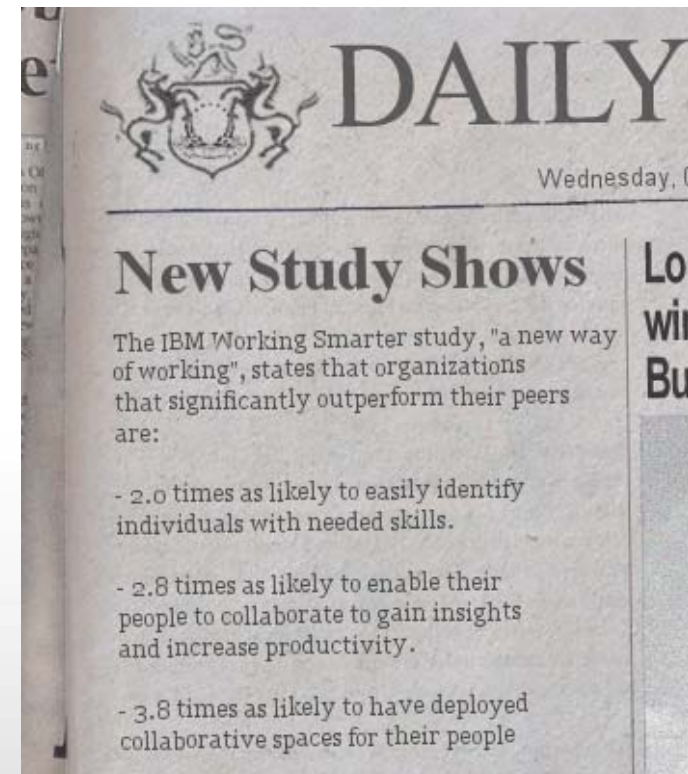 DAILY
Wednesday,
New Study Shows
The IBM Working Smarter study, "a new way
of working", states that organizations
that significantly outperform their peers
are:
- 2.0 times as likely to easily identify
individuals with needed skills.
- 2.8 times as likely to enable their
people to collaborate to gain insights
and increase productivity.
- 3.8 times as likely to have deployed
collaborative spaces for their people
Lo
win
Bu